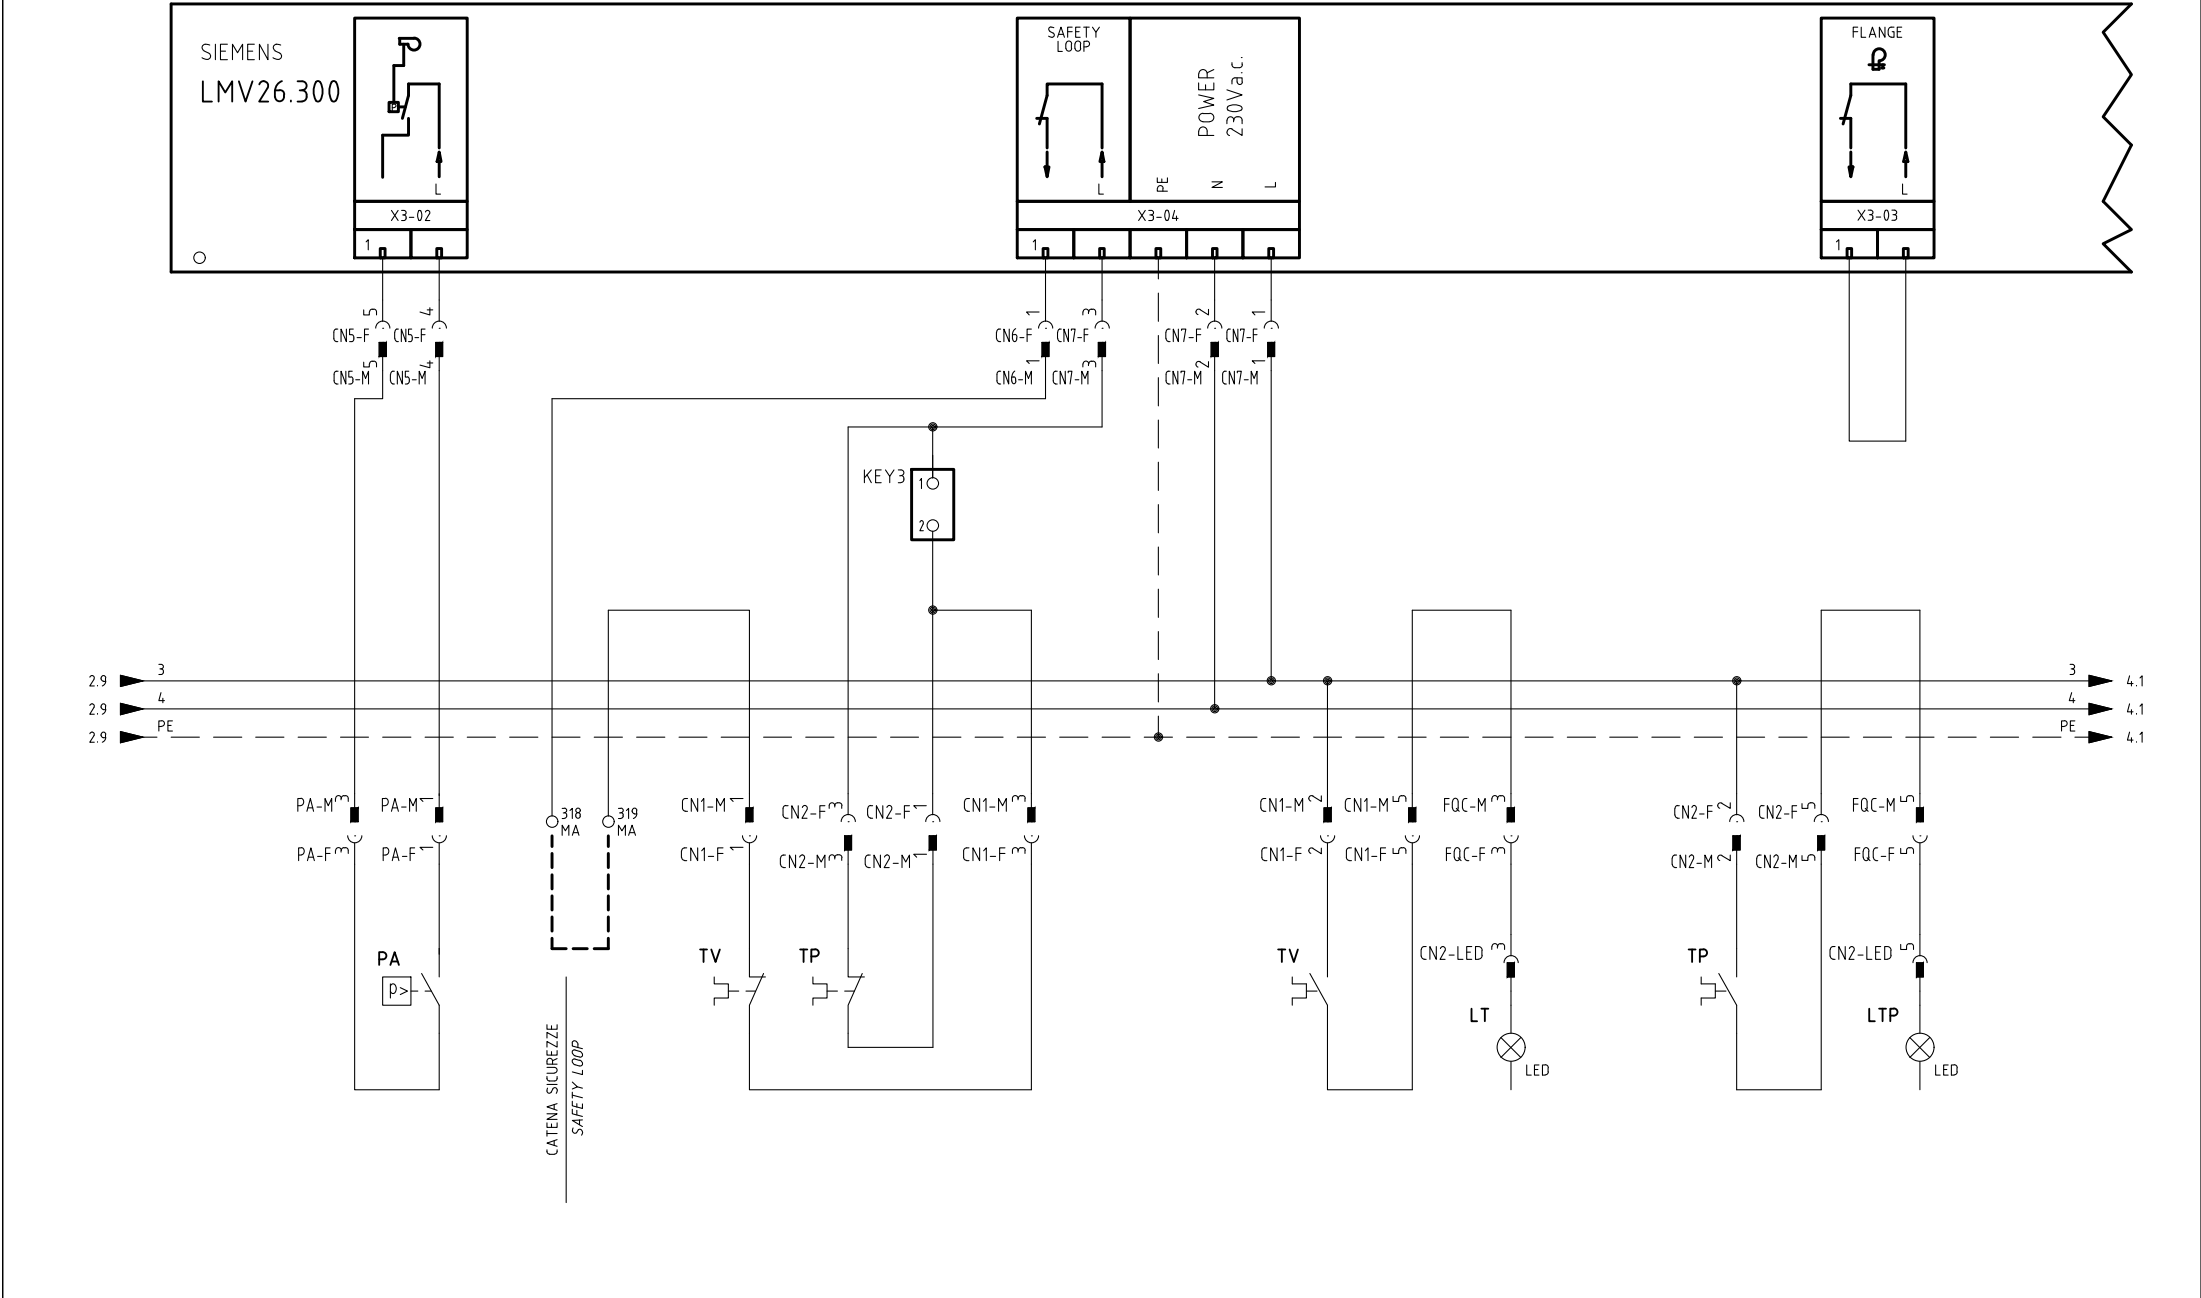 SIEMENS
LMV26.300
L
X3-02
1
SAFETY
LOOP
L
POWER
230Va.c.
PE
N
L
X3-04
1
FLANGE
L
X3-03
1
5
4
CN5-F
CN5-F
5
4
CN5-M
CN5-M
1
3
2
1
CN6-F
CN7-F
CN7-F
CN7-F
1
3
2
1
CN6-M
CN7-M
CN7-M
CN7-M
KEY3
1
2
2.9
3
3
4.1
2.9
4
4
4.1
2.9
PE
PE
4.1
PA-M 3
PA-M 1
318
MA
319
MA
CN1-M 1
CN2-F 3
CN2-F 1
CN1-M 3
CN1-M 2
CN1-M 5
FQC-M 3
CN2-F 2
CN2-F 5
FQC-M 5
PA-F 3
PA-F 1
CN1-F 1
CN2-M 3
CN2-M 1
CN1-F 3
CN1-F 2
CN1-F 5
FQC-F 3
CN2-M 2
CN2-M 5
FQC-F 5
PA
P>
TV
TP
TV
CN2-LED 3
TP
CN2-LED 5
LT
LTP
LED
LED
CATENA SICUREZZE
SAFETY LOOP